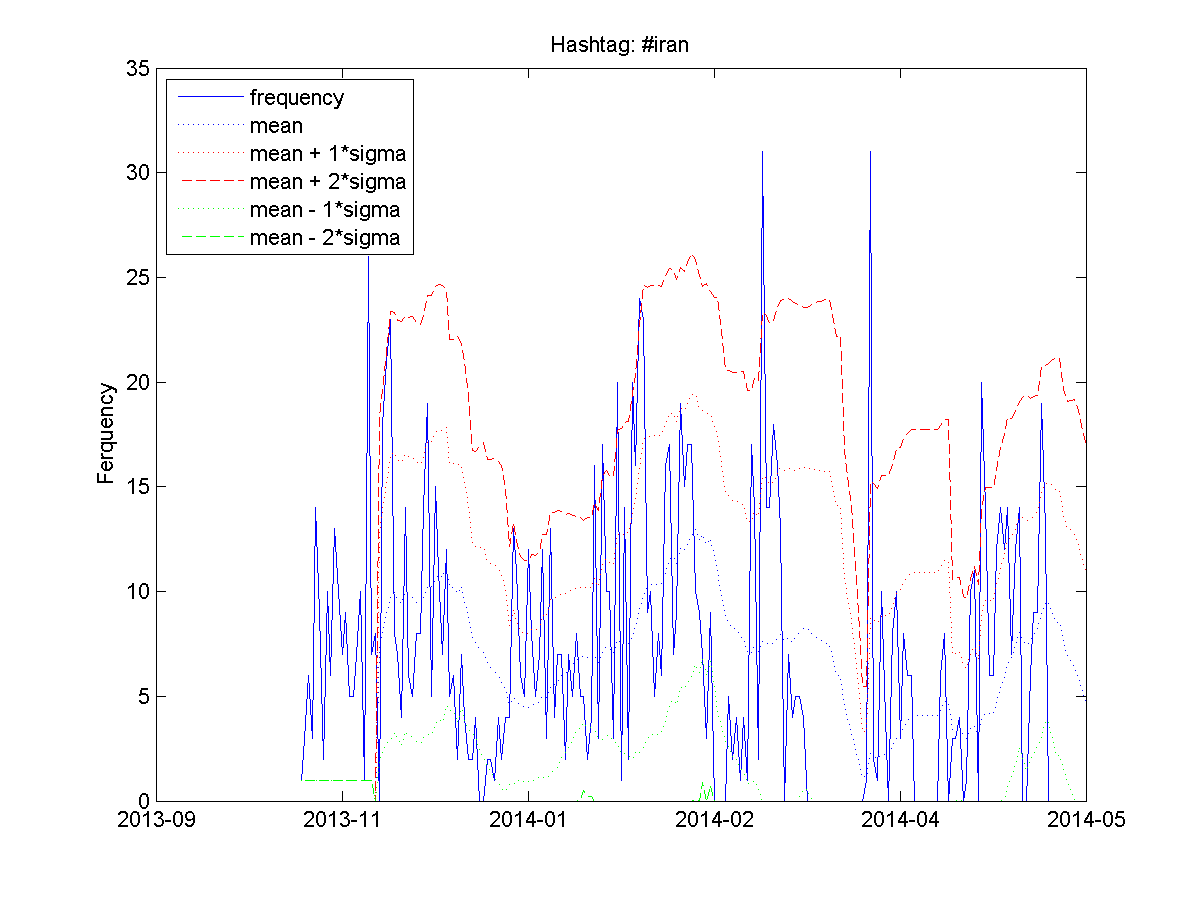 Hashtag: #iran
35
30
25
20
15
10
5
0
Ferquency
frequency
mean
mean + 1*sigma
mean + 2*sigma
mean - 1*sigma
mean - 2*sigma
2013-09 2013-11 2014-01 2014-02 2014-04 2014-05